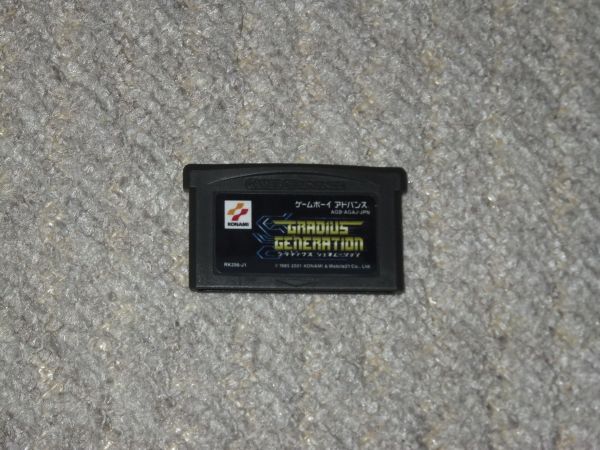 KONAMI
ゲームボーイ アドバンス
AGB-AGAJ-JPN
GRADIUS
GENERATION
グラディウス ジェネレーション
RK256-J1
© 1985 2001 KONAMI & Mobile21 Co., Ltd.